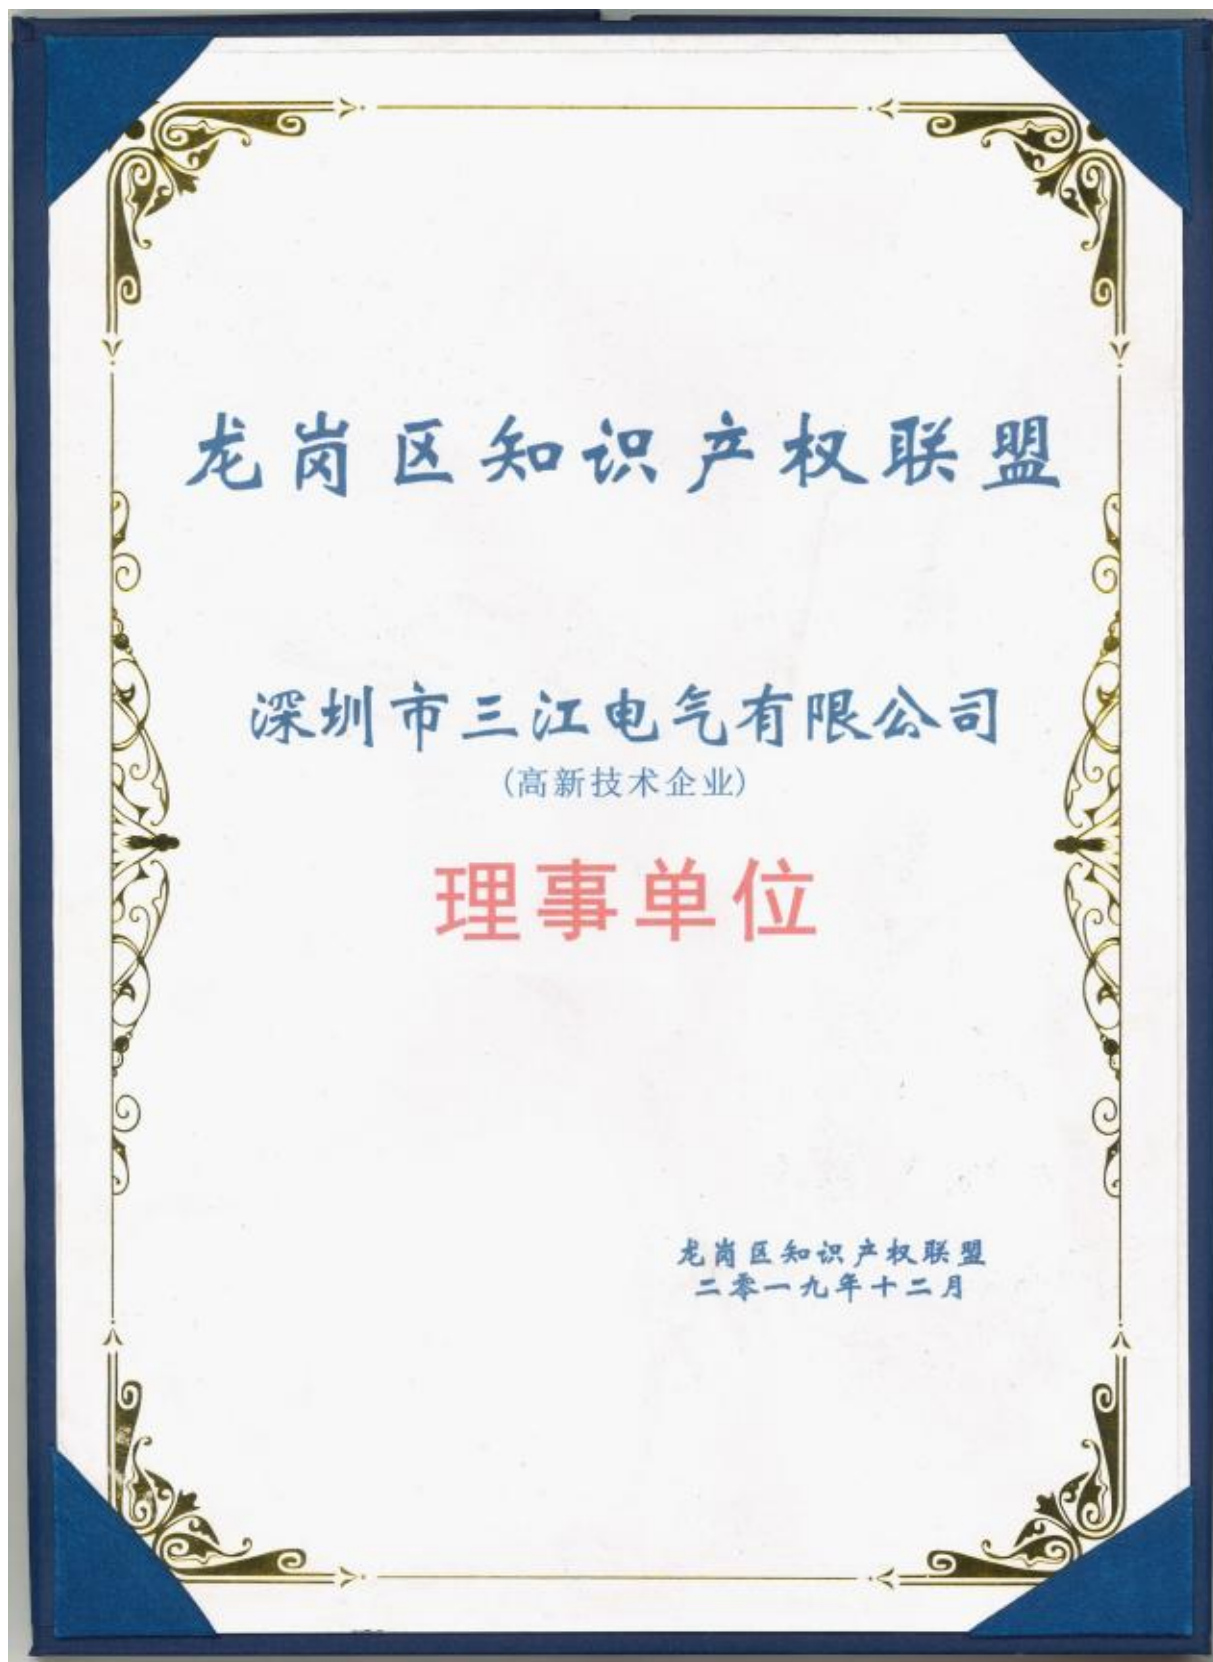 龙岗区知识产权联盟
深圳市三江电气有限公司
(高新技术企业)
理事单位
龙岗区知识产权联盟
二零一九年十二月